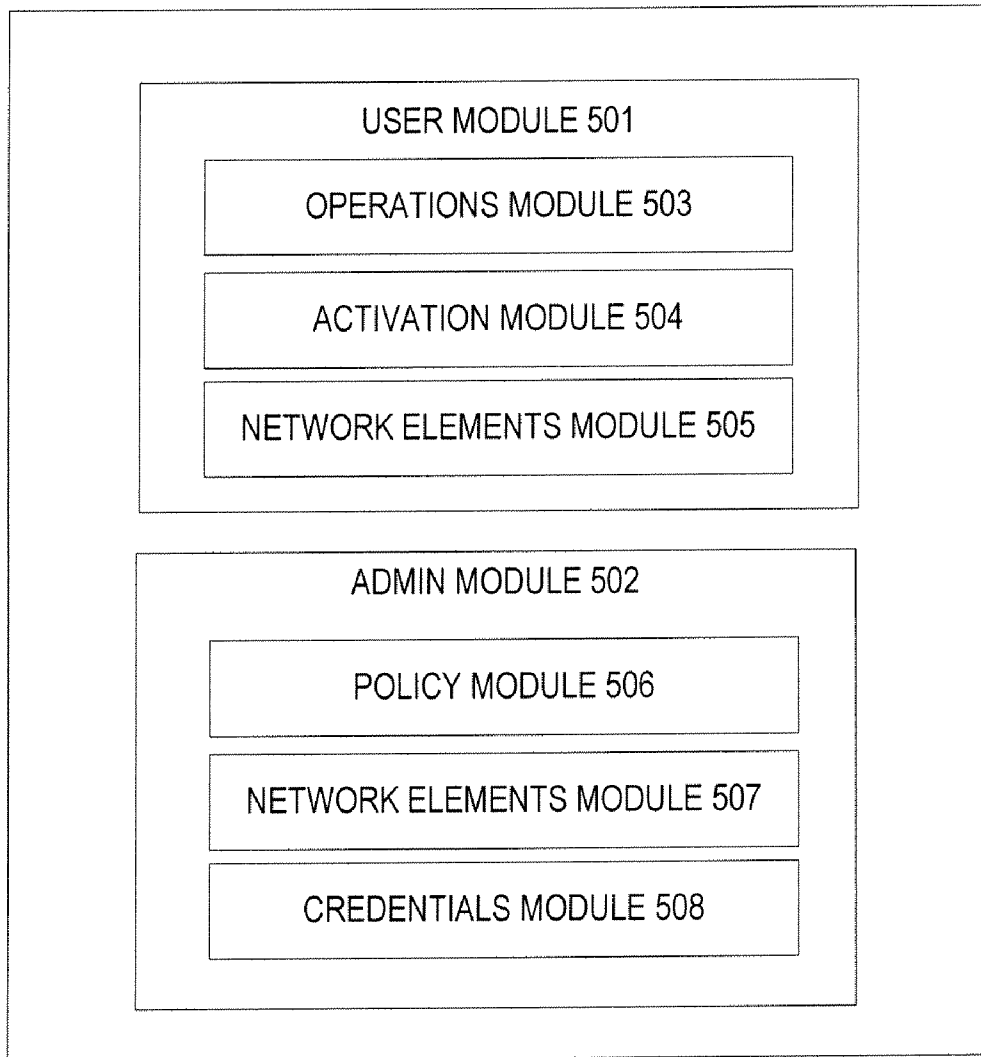 USER MODULE 501
OPERATIONS MODULE 503
ACTIVATION MODULE 504
NETWORK ELEMENTS MODULE 505
ADMIN MODULE 502
POLICY MODULE 506
NETWORK ELEMENTS MODULE 507
CREDENTIALS MODULE 508